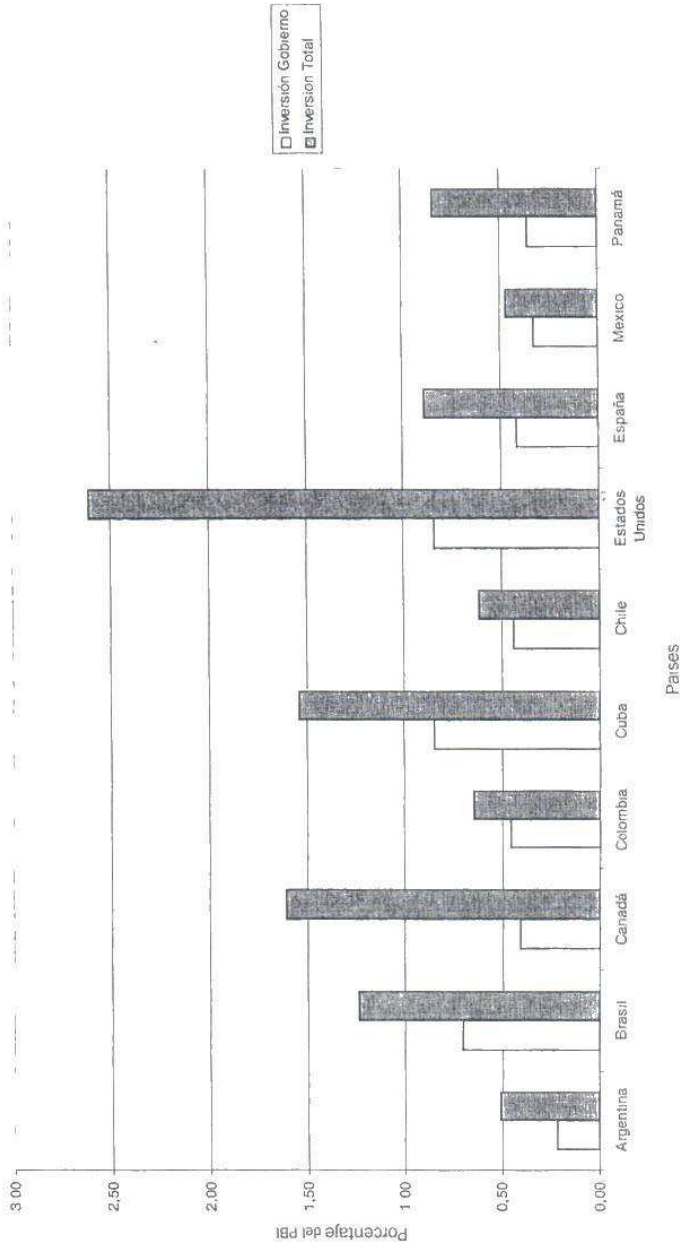 Inversión Gobierno
Inversion Total
Porcentaje del PBI
3.00
2,50
2.00
1,50
1 00
0,50
0,00
Argentina
Brasil
Canadá
Colombia
Cuba
Chile
Estados
Unidos
España
Mexico
Panamá
Paises